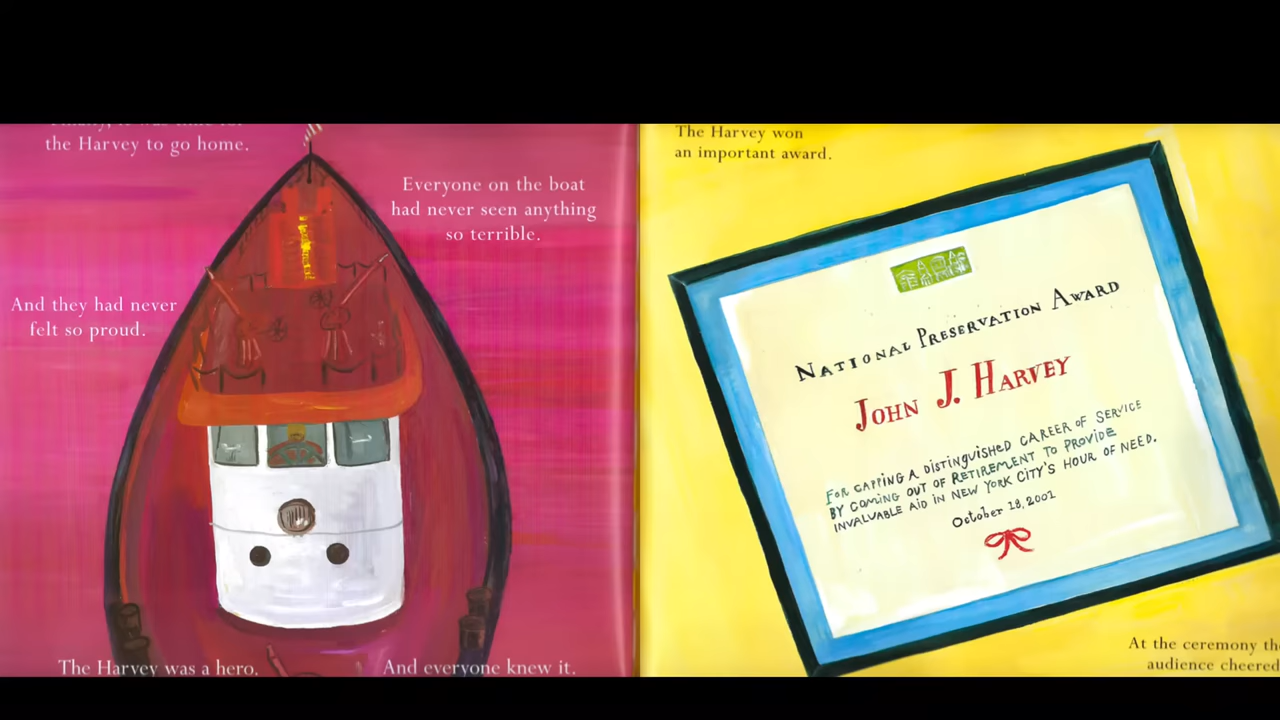 the Harvey to go home.
Everyone on the boat
had never seen anything
so terrible.
And they had never
felt so proud.
The Harvey was a hero.
And everyone knew it.
The Harvey won
an important award.
NATIONAL PRESERVATION AWARD
JOHN J. HARVEY
FOR CAPPING A DISTINGUISHED CAREER OF SERVICE
BY COMING OUT OF RETIREMENT TO PROVIDE
INVALUABLE AID IN NEW YORK CITY'S HOUR OF NEED.
October 18, 2001
At the ceremony the
audience cheered